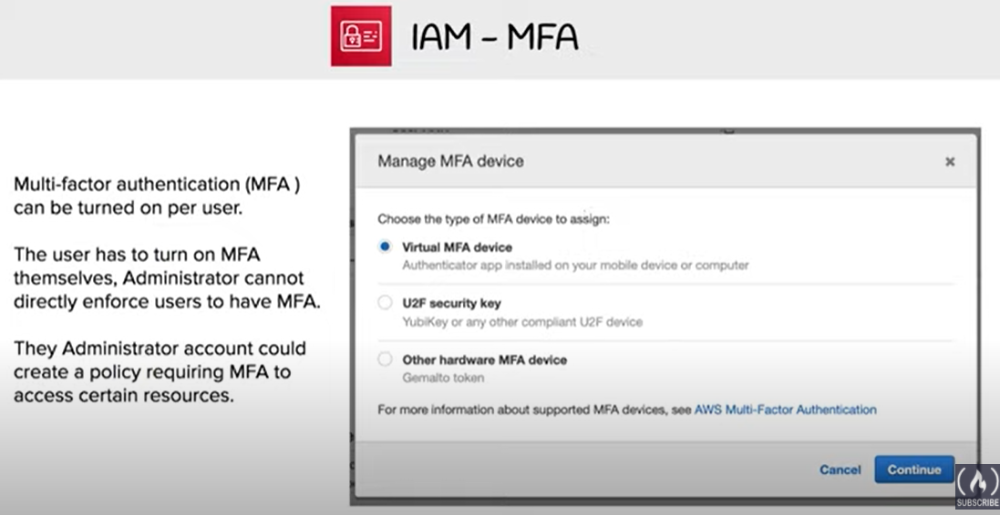 IAM – MFA
Multi-factor authentication (MFA )
can be turned on per user.
The user has to turn on MFA
themselves, Administrator cannot
directly enforce users to have MFA.
They Administrator account could
create a policy requiring MFA to
access certain resources.
Manage MFA device
×
Choose the type of MFA device to assign:
Virtual MFA device
Authenticator app installed on your mobile device or computer
U2F security key
YubiKey or any other compliant U2F device
Other hardware MFA device
Gemalto token
For more information about supported MFA devices, see AWS Multi-Factor Authentication
Cancel Continue
SUBSCRIBE